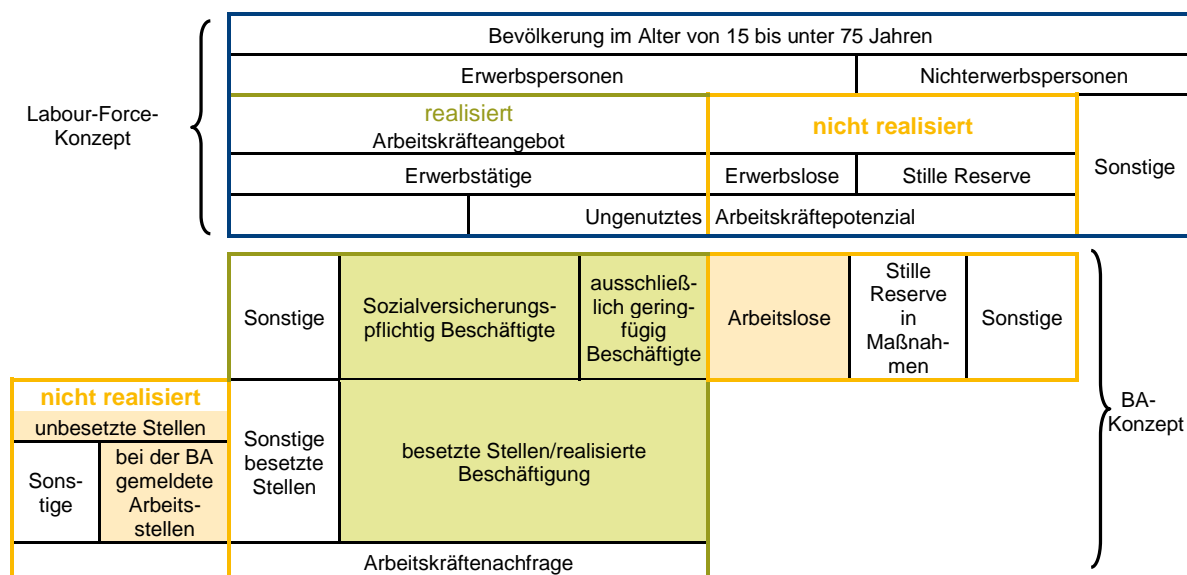 Bevölkerung im Alter von 15 bis unter 75 Jahren
Erwerbspersonen
Nichterwerbspersonen
Labour-Force-
Konzept
realisiert
Arbeitskräfteangebot
nicht realisiert
Sonstige
Erwerbstätige
Erwerbslose
Stille Reserve
Ungenutztes Arbeitskräftepotenzial
Sonstige
Sozialversicherungs-
pflichtig Beschäftigte
ausschließ-
lich gering-
fügig
Beschäftigte
Arbeitslose
Stille
Reserve
in
Maßnah-
men
Sonstige
BA-
Konzept
nicht realisiert
unbesetzte Stellen
Sons-
tige
bei der BA
gemeldete
Arbeits-
stellen
Sonstige
besetzte
Stellen
besetzte Stellen/realisierte
Beschäftigung
Arbeitskräftenachfrage